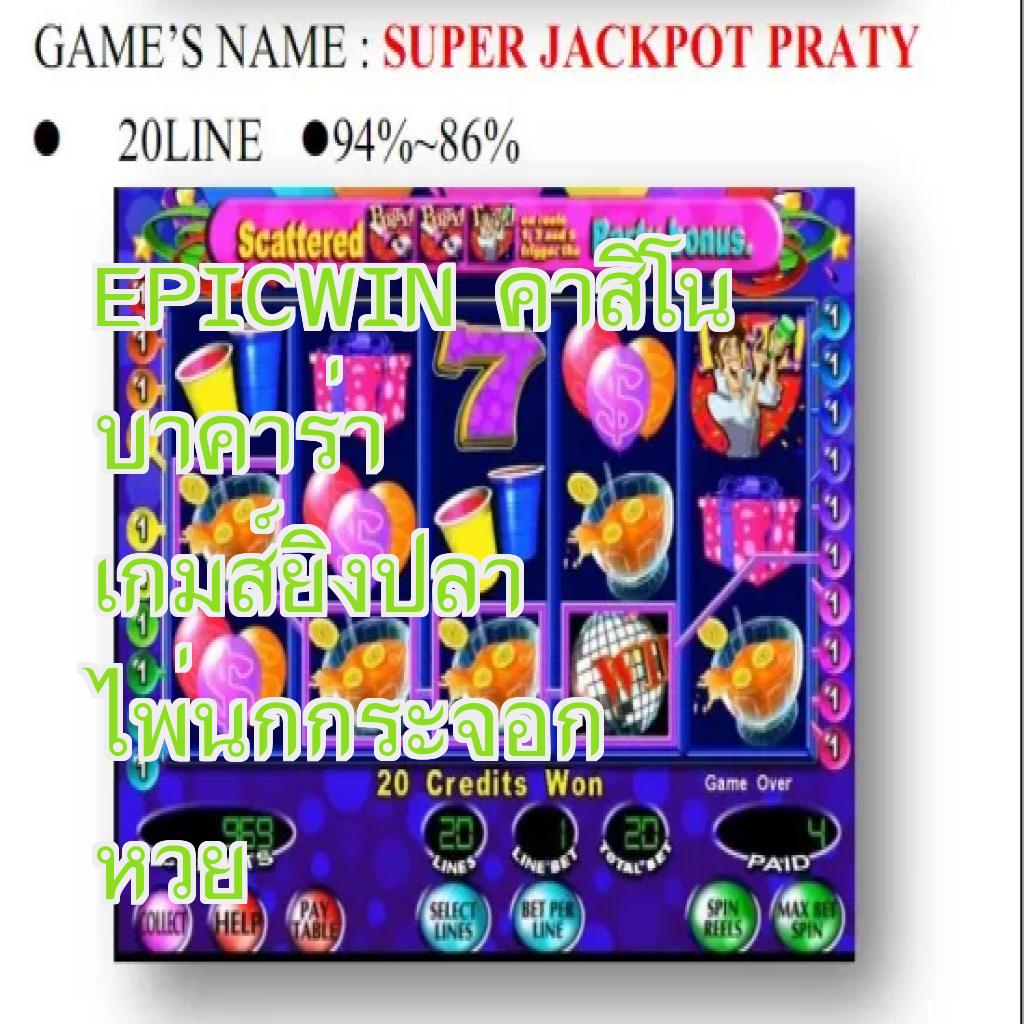 GAME'S NAME : SUPER JACKPOT PRATY
● 20LINE ●94%~86%
Scattered
Party bonus.
EPICWIN คาสิโน
บาคาร่า
เกมส์ยิงปลา
ไพ่นกกระจอก
หวย
20 Credits Won
Game Over
969 20 1 20 4
LINES LINE BET TOTAL BET PAID
COLLECT HELP PAY TABLE SELECT LINES BET PER LINE SPIN REELS MAX BET SPIN